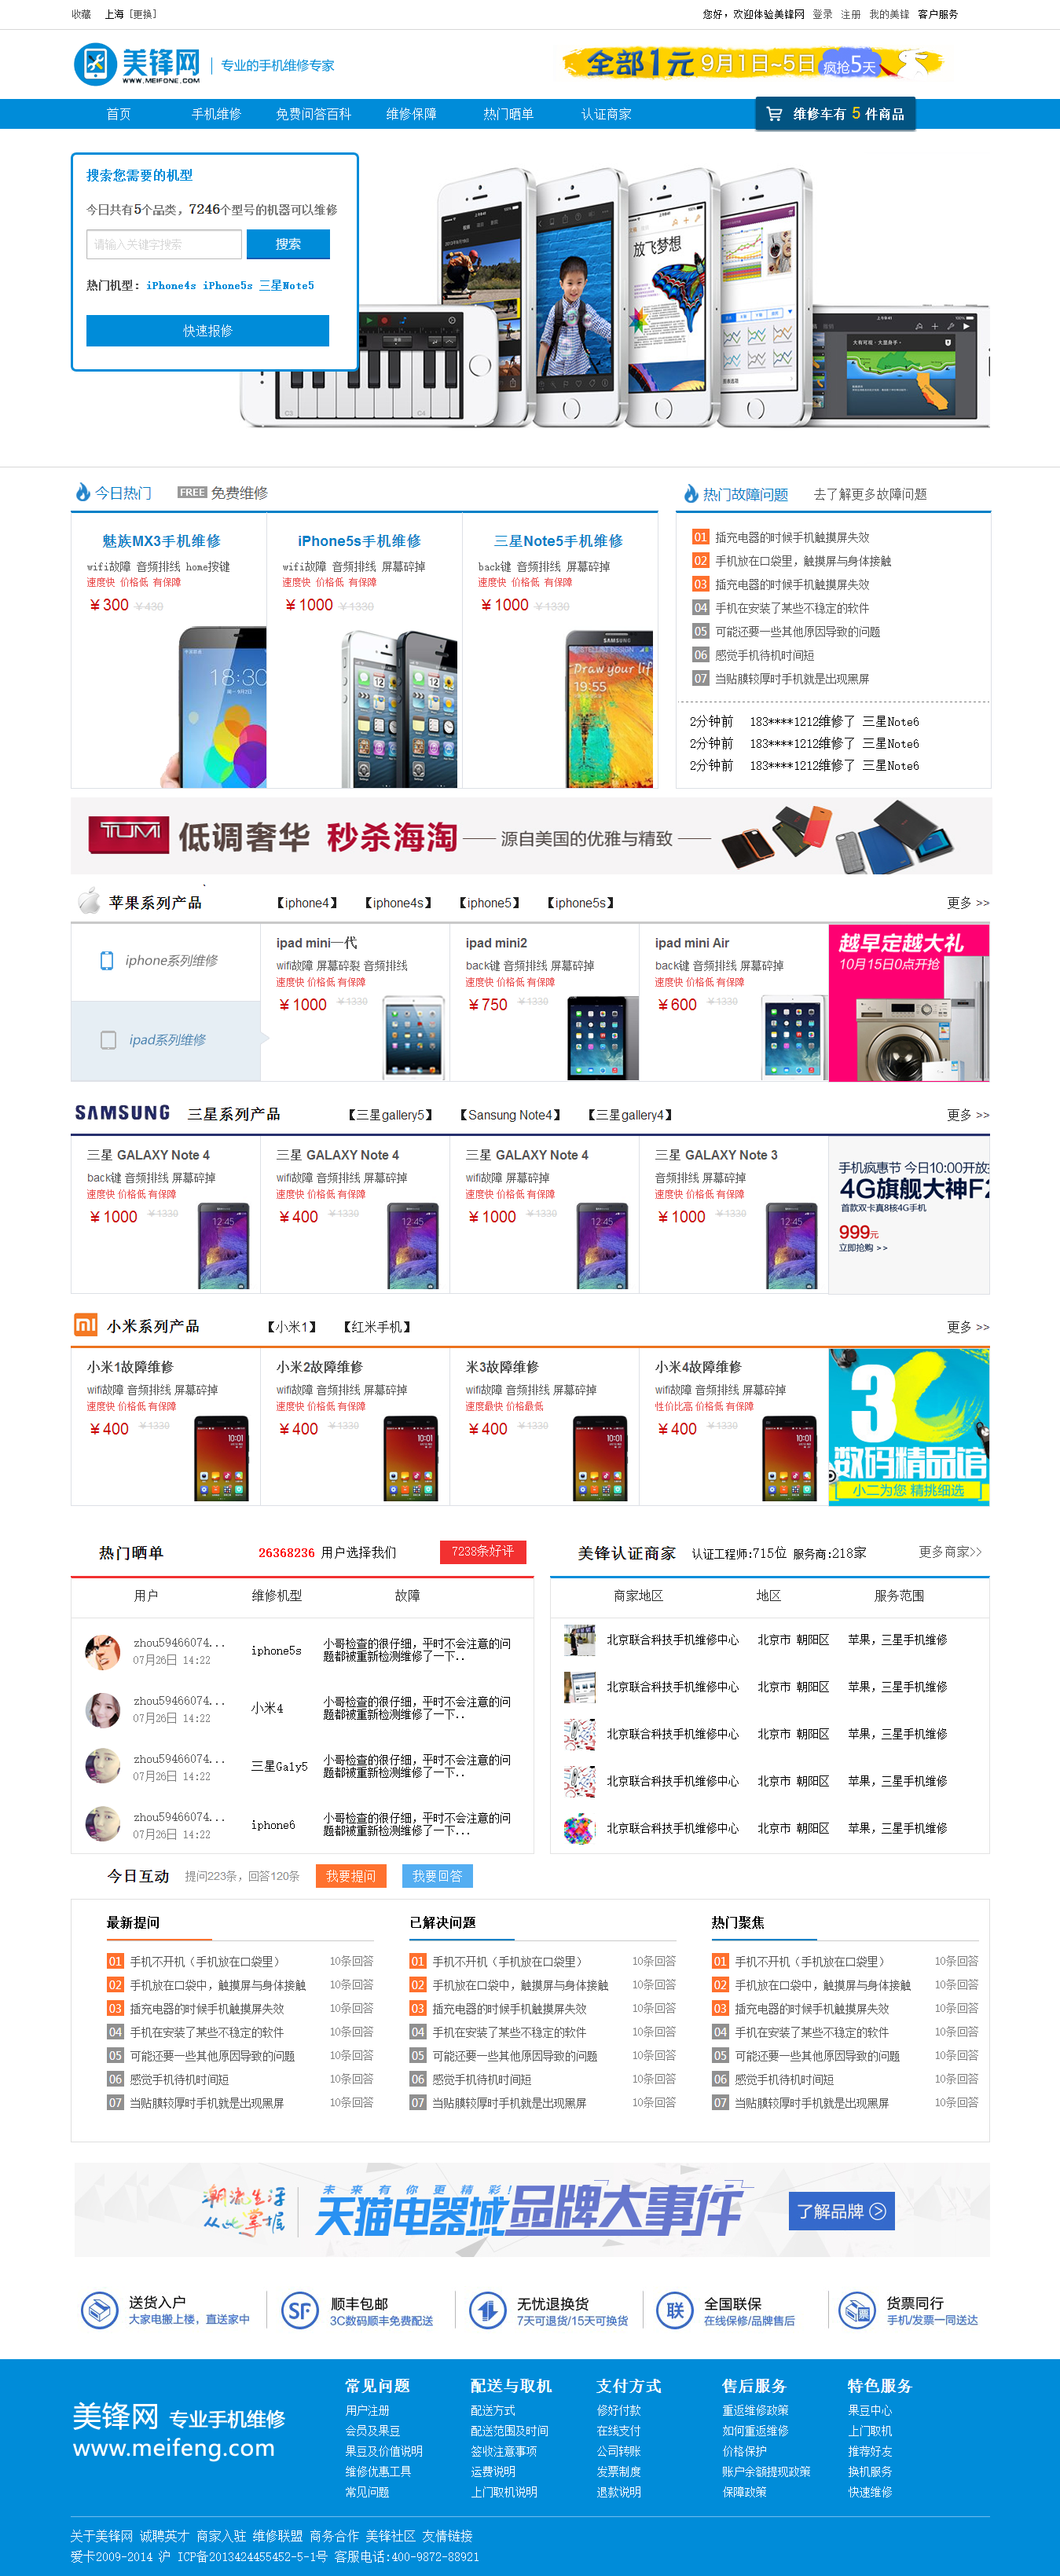 收藏 上海 [更换]
您好，欢迎体验美锋网 登录 注册 我的美锋 客户服务
美锋网
WWW.MEIFONE.COM
专业的手机维修专家
全部1元 9月1日~5日 疯抢5天
首页 手机维修 免费问答百科 维修保障 热门晒单 认证商家
维修车有 5 件商品
搜索您需要的机型
今日共有5个品类，7246个型号的机器可以维修
请输入关键字搜索 搜索
热门机型: iPhone4s iPhone5s 三星Note5
快速报修
放飞梦想
C3 C4
今日热门 FREE 免费维修
魅族MX3手机维修
wifi故障 音频排线 home按键
速度快 价格低 有保障
￥300 ￥430
18:30
iPhone5s手机维修
wifi故障 音频排线 屏幕碎掉
速度快 价格低 有保障
￥1000 ￥1330
三星Note5手机维修
back键 音频排线 屏幕碎掉
速度快 价格低 有保障
￥1000 ￥1330
SAMSUNG
Draw your lif
19:55
热门故障问题 去了解更多故障问题
01 插充电器的时候手机触摸屏失效
02 手机放在口袋里，触摸屏与身体接触
03 插充电器的时候手机触摸屏失效
04 手机在安装了某些不稳定的软件
05 可能还要一些其他原因导致的问题
06 感觉手机待机时间短
07 当贴膜较厚时手机就是出现黑屏
2分钟前 183****1212维修了 三星Note6
2分钟前 183****1212维修了 三星Note6
2分钟前 183****1212维修了 三星Note6
TUMI 低调奢华 秒杀海淘 源自美国的优雅与精致
苹果系列产品 【iphone4】 【iphone4s】 【iphone5】 【iphone5s】 更多 >>
iphone系列维修
ipad系列维修
ipad mini一代
wifi故障 屏幕碎裂 音频排线
速度快 价格低 有保障
￥1000 ￥1330
ipad mini2
back键 音频排线 屏幕碎掉
速度快 价格低 有保障
￥750 ￥1330
ipad mini Air
back键 音频排线 屏幕碎掉
速度快 价格低 有保障
￥600 ￥1330
越早定越大礼
10月15日0点开抢
SAMSUNG 三星系列产品 【三星gallery5】 【Sansung Note4】 【三星gallery4】 更多 >>
三星 GALAXY Note 4
back键 音频排线 屏幕碎掉
速度快 价格低 有保障
￥1000 ￥1330
12:45
三星 GALAXY Note 4
wifi故障 音频排线 屏幕碎掉
速度快 价格低 有保障
￥400 ￥1330
12:45
三星 GALAXY Note 4
wifi故障 屏幕碎掉
速度快 价格低 有保障
￥1000 ￥1330
12:45
三星 GALAXY Note 3
音频排线 屏幕碎掉
速度快 价格低 有保障
￥1000 ￥1330
12:45
手机疯惠节 今日10:00开放
4G旗舰大神F2
首款双卡真8核4G手机
999元
立即抢购 >>
小米系列产品 【小米1】 【红米手机】 更多 >>
小米1故障维修
wifi故障 音频排线 屏幕碎掉
速度快 价格低 有保障
￥400 ￥1330
10:01
小米2故障维修
wifi故障 音频排线 屏幕碎掉
速度快 价格低 有保障
￥400 ￥1330
10:01
米3故障维修
wifi故障 音频排线 屏幕碎掉
速度最快 价格最低
￥400 ￥1330
10:01
小米4故障维修
wifi故障 音频排线 屏幕碎掉
性价比高 价格低 有保障
￥400 ￥1330
10:01
3C
数码精品馆
小二为您 精挑细选
热门晒单 26368236 用户选择我们 7238条好评
用户 维修机型 故障
zhou59466074...
07月26日 14:22
iphone5s
小哥检查的很仔细，平时不会注意的问
题都被重新检测维修了一下..
zhou59466074...
07月26日 14:22
小米4
小哥检查的很仔细，平时不会注意的问
题都被重新检测维修了一下..
zhou59466074...
07月26日 14:22
三星Galy5
小哥检查的很仔细，平时不会注意的问
题都被重新检测维修了一下..
zhou59466074...
07月26日 14:22
iphone6
小哥检查的很仔细，平时不会注意的问
题都被重新检测维修了一下...
美锋认证商家 认证工程师:715位 服务商:218家 更多商家>>
商家地区 地区 服务范围
北京联合科技手机维修中心 北京市 朝阳区 苹果，三星手机维修
北京联合科技手机维修中心 北京市 朝阳区 苹果，三星手机维修
北京联合科技手机维修中心 北京市 朝阳区 苹果，三星手机维修
北京联合科技手机维修中心 北京市 朝阳区 苹果，三星手机维修
北京联合科技手机维修中心 北京市 朝阳区 苹果，三星手机维修
今日互动 提问223条，回答120条 我要提问 我要回答
最新提问
01 手机不开机（手机放在口袋里） 10条回答
02 手机放在口袋中，触摸屏与身体接触 10条回答
03 插充电器的时候手机触摸屏失效 10条回答
04 手机在安装了某些不稳定的软件 10条回答
05 可能还要一些其他原因导致的问题 10条回答
06 感觉手机待机时间短 10条回答
07 当贴膜较厚时手机就是出现黑屏 10条回答
已解决问题
01 手机不开机（手机放在口袋里） 10条回答
02 手机放在口袋中，触摸屏与身体接触 10条回答
03 插充电器的时候手机触摸屏失效 10条回答
04 手机在安装了某些不稳定的软件 10条回答
05 可能还要一些其他原因导致的问题 10条回答
06 感觉手机待机时间短 10条回答
07 当贴膜较厚时手机就是出现黑屏 10条回答
热门聚焦
01 手机不开机（手机放在口袋里） 10条回答
02 手机放在口袋中，触摸屏与身体接触 10条回答
03 插充电器的时候手机触摸屏失效 10条回答
04 手机在安装了某些不稳定的软件 10条回答
05 可能还要一些其他原因导致的问题 10条回答
06 感觉手机待机时间短 10条回答
07 当贴膜较厚时手机就是出现黑屏 10条回答
潮流生活
从此掌握
未来有你更精彩!
天猫电器城品牌大事件
了解品牌
送货入户
大家电搬上楼，直送家中
SF 顺丰包邮
3C数码顺丰免费配送
无忧退换货
7天可退货/15天可换货
联 全国联保
在线保修/品牌售后
票 货票同行
手机/发票一同送达
美锋网 专业手机维修
www.meifeng.com
常见问题
用户注册
会员及果豆
果豆及价值说明
维修优惠工具
常见问题
配送与取机
配送方式
配送范围及时间
签收注意事项
运费说明
上门取机说明
支付方式
修好付款
在线支付
公司转账
发票制度
退款说明
售后服务
重返维修政策
如何重返维修
价格保护
账户余额提现政策
保障政策
特色服务
果豆中心
上门取机
推荐好友
换机服务
快速维修
关于美锋网 诚聘英才 商家入驻 维修联盟 商务合作 美锋社区 友情链接
爱卡2009-2014 沪 ICP备2013424455452-5-1号 客服电话:400-9872-88921